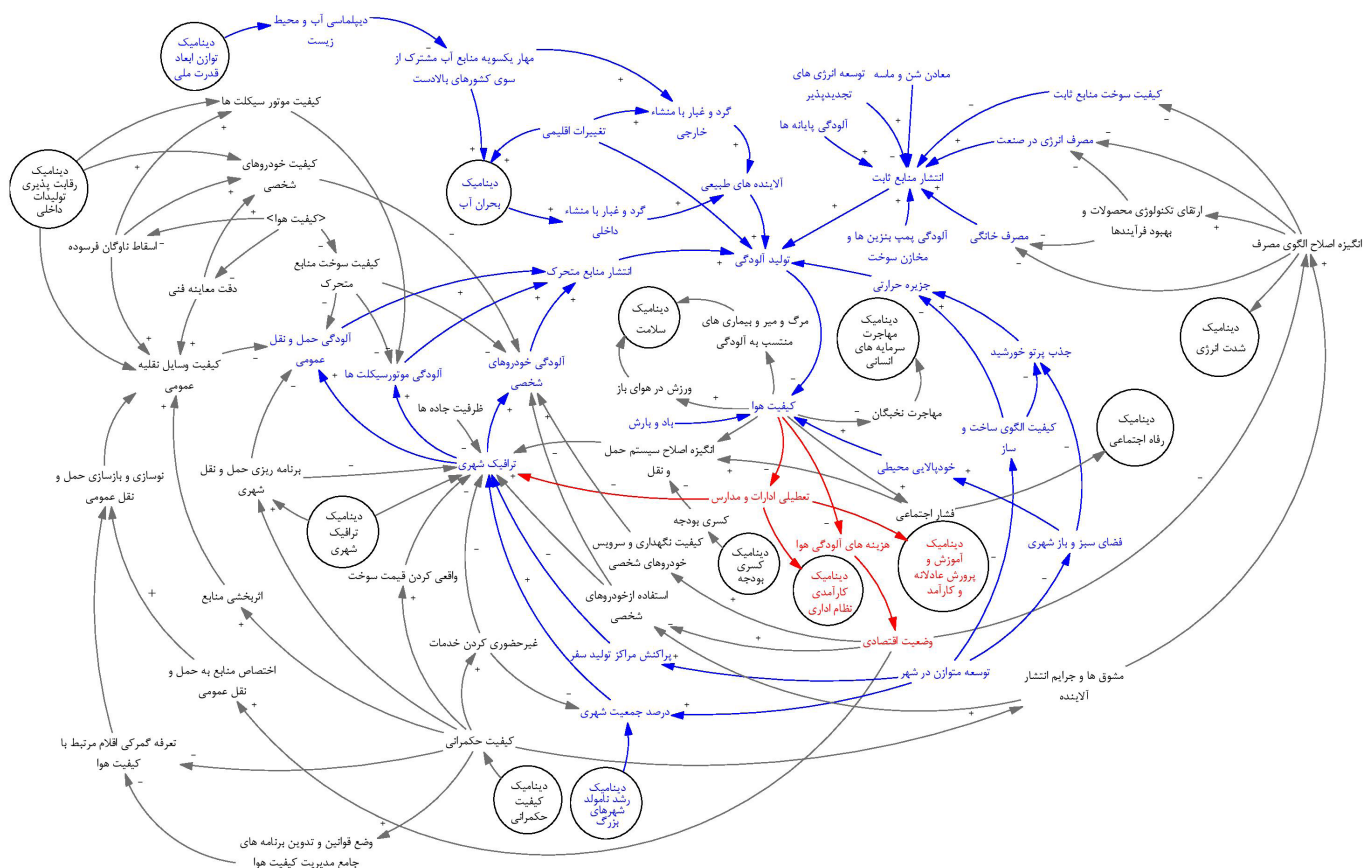 دیپلماسی آب و محیط
زیست
دینامیک
توازن ابعاد
قدرت ملی
مهار یکسویه منابع آب مشترک از
سوی کشورهای بالادست
توسعه انرژی های
تجدیدپذیر
معادن شن و ماسه
کیفیت سوخت منابع ثابت
کیفیت موتور سیکلت ها
گرد و غبار با منشاء
خارجی
تغییرات اقلیمی
آلودگی پایانه ها
مصرف انرژی در صنعت
دینامیک
رقابت پذیری
تولیدات
داخلی
کیفیت خودروهای
شخصی
دینامیک
بحران آب
آلاینده های طبیعی
انتشار منابع ثابت
ارتقای تکنولوژی محصولات و
بهبود فرآیندها
<کیفیت هوا>
گرد و غبار با منشاء
داخلی
اسقاط ناوگان فرسوده
آلودگی پمپ بنزین ها و
مخازن سوخت
مصرف خانگی
انگیزه اصلاح الگوی مصرف
کیفیت سوخت منابع
متحرک
انتشار منابع متحرک
تولید آلودگی
دقت معاینه فنی
جزیره حرارتی
دینامیک
سلامت
مرگ و میر و بیماری های
منتسب به آلودگی
دینامیک
مهاجرت
سرمایه های
انسانی
جذب پرتو خورشید
دینامیک
شدت انرژی
آلودگی حمل و نقل
عمومی
کیفیت وسایل نقلیه
عمومی
آلودگی موتورسیکلت ها
آلودگی خودروهای
شخصی
ورزش در هوای باز
کیفیت هوا
مهاجرت نخبگان
ظرفیت جاده ها
باد و بارش
کیفیت الگوی ساخت و
ساز
دینامیک
رفاه اجتماعی
انگیزه اصلاح سیستم حمل
و نقل
ترافیک شهری
خودپالایی محیطی
برنامه ریزی حمل و نقل
شهری
نوسازی و بازسازی حمل و
نقل عمومی
تعطیلی ادارات و مدارس
فشار اجتماعی
دینامیک
ترافیک
شهری
کسری بودجه
دینامیک
کسری
بودجه
هزینه های آلودگی هوا
دینامیک
آموزش و
پرورش عادلانه
و کارآمد
فضای سبز و باز شهری
کیفیت نگهداری و سرویس
خودروهای شخصی
واقعی کردن قیمت سوخت
دینامیک
کارآمدی
نظام اداری
اثربخشی منابع
استفاده ازخودروهای
شخصی
غیرحضوری کردن خدمات
وضعیت اقتصادی
پراکنش مراکز تولید سفر
توسعه متوازن در شهر
مشوق ها و جرایم انتشار
آلاینده
اختصاص منابع به حمل و
نقل عمومی
درصد جمعیت شهری
کیفیت حکمرانی
تعرفه گمرکی اقلام مرتبط با
کیفیت هوا
دینامیک
کیفیت
حکمرانی
دینامیک
رشد نامولد
شهرهای
بزرگ
وضع قوانین و تدوین برنامه های
جامع مدیریت کیفیت هوا